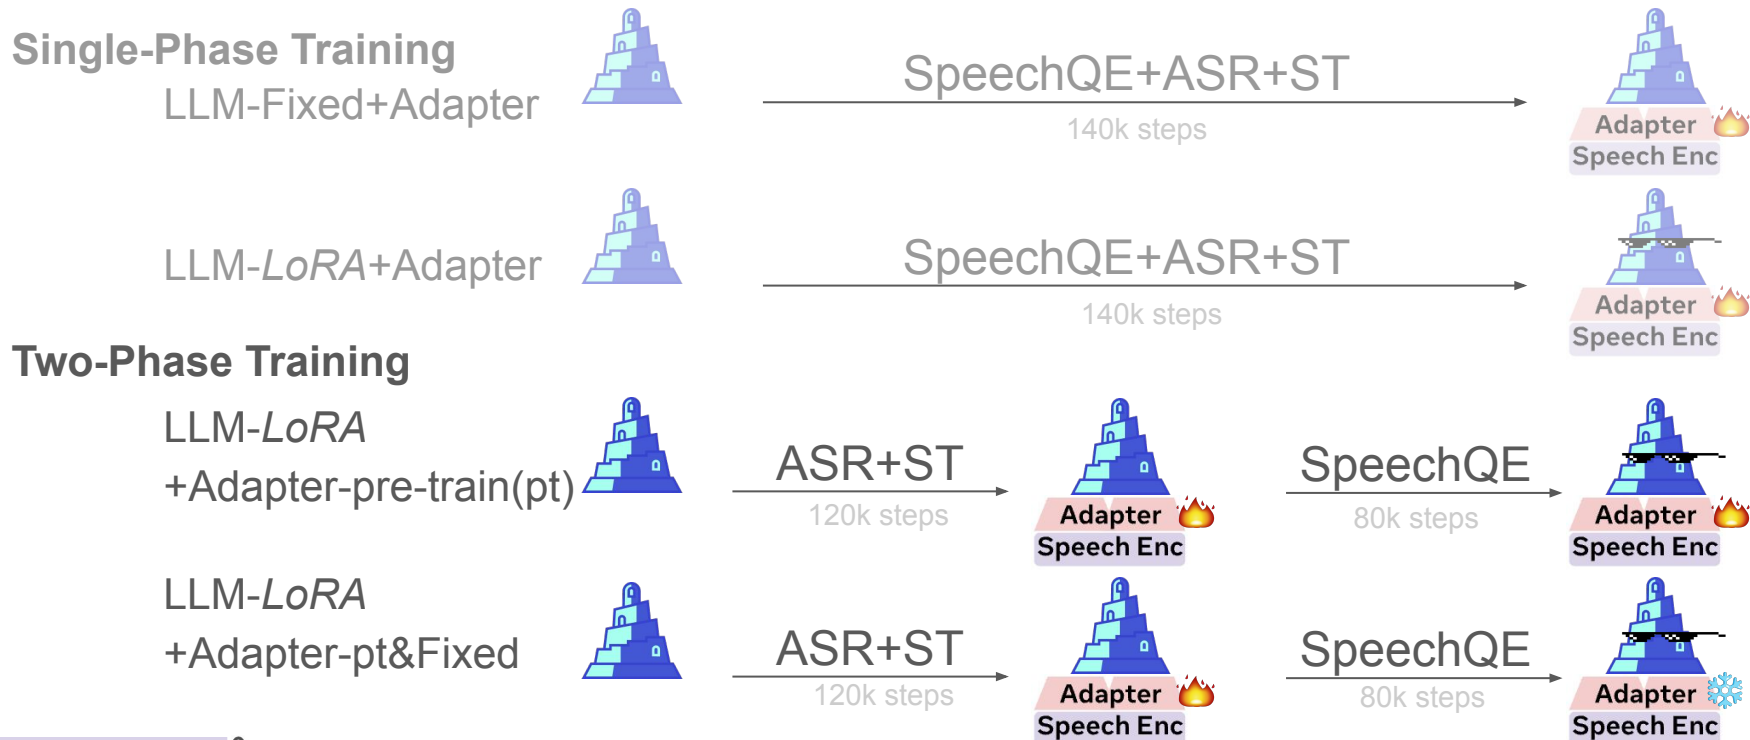 Single-Phase Training
LLM-Fixed+Adapter
SpeechQE+ASR+ST
140k steps
Adapter
Speech Enc
LLM-LoRA+Adapter
SpeechQE+ASR+ST
140k steps
Adapter
Speech Enc
Two-Phase Training
LLM-LoRA
+Adapter-pre-train(pt)
ASR+ST
120k steps
Adapter
Speech Enc
SpeechQE
80k steps
Adapter
Speech Enc
LLM-LoRA
+Adapter-pt&Fixed
ASR+ST
120k steps
Adapter
Speech Enc
SpeechQE
80k steps
Adapter
Speech Enc